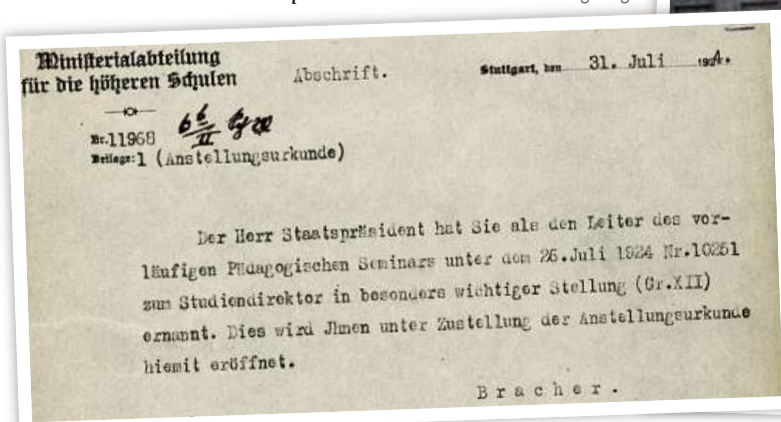 Ministerialabteilung
für die höheren Schulen
Abschrift.
Stuttgart, den 31. Juli 1924.
Nr.11968
Beilage:1 (Anstellungsurkunde)
Der Herr Staatspräsident hat Sie als den Leiter des vor-
läufigen Pädagogischen Seminars unter dem 26.Juli 1924 Nr.10251
zum Studiendirektor in besonders wichtiger Stellung (Gr.XII)
ernannt. Dies wird Jhnen unter Zustellung der Anstellungsurkunde
hiemit eröffnet.
Bracher.